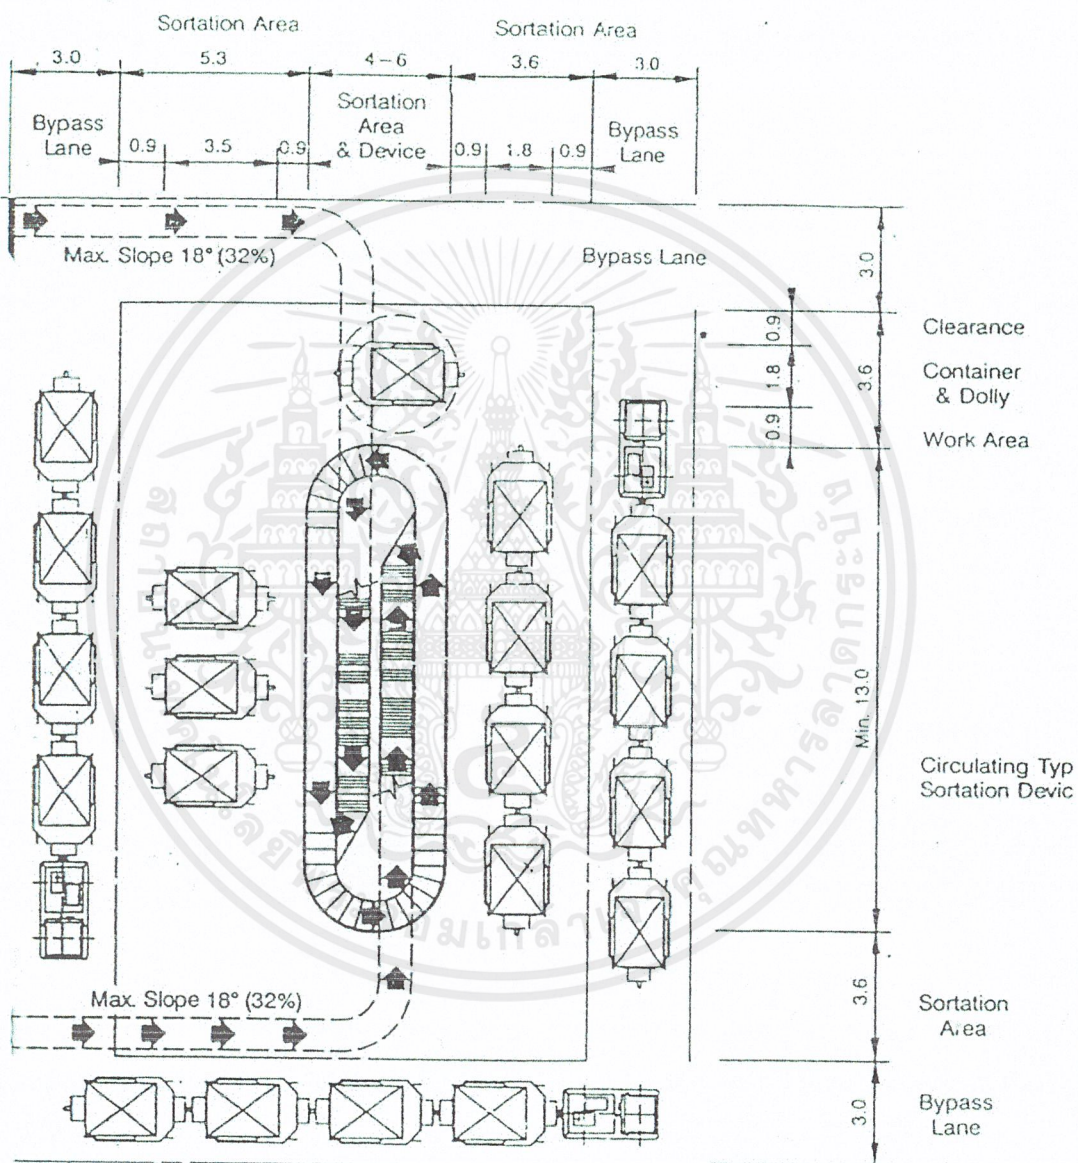 Sortation Area
Sortation Area
3.0
5.3
4-6
3.6
3.0
Bypass
Lane
Sortation
Area
& Device
Bypass
Lane
0.9
3.5
0.9
0.9
1.8
0.9
Max. Slope 18° (32%)
Bypass Lane
3.0
0.9
1.8
0.9
3.6
Clearance
Container
& Dolly
Work Area
Min. 13.0
Circulating Typ
Sortation Devic
Max. Slope 18° (32%)
3.6
Sortation
Area
3.0
Bypass
Lane